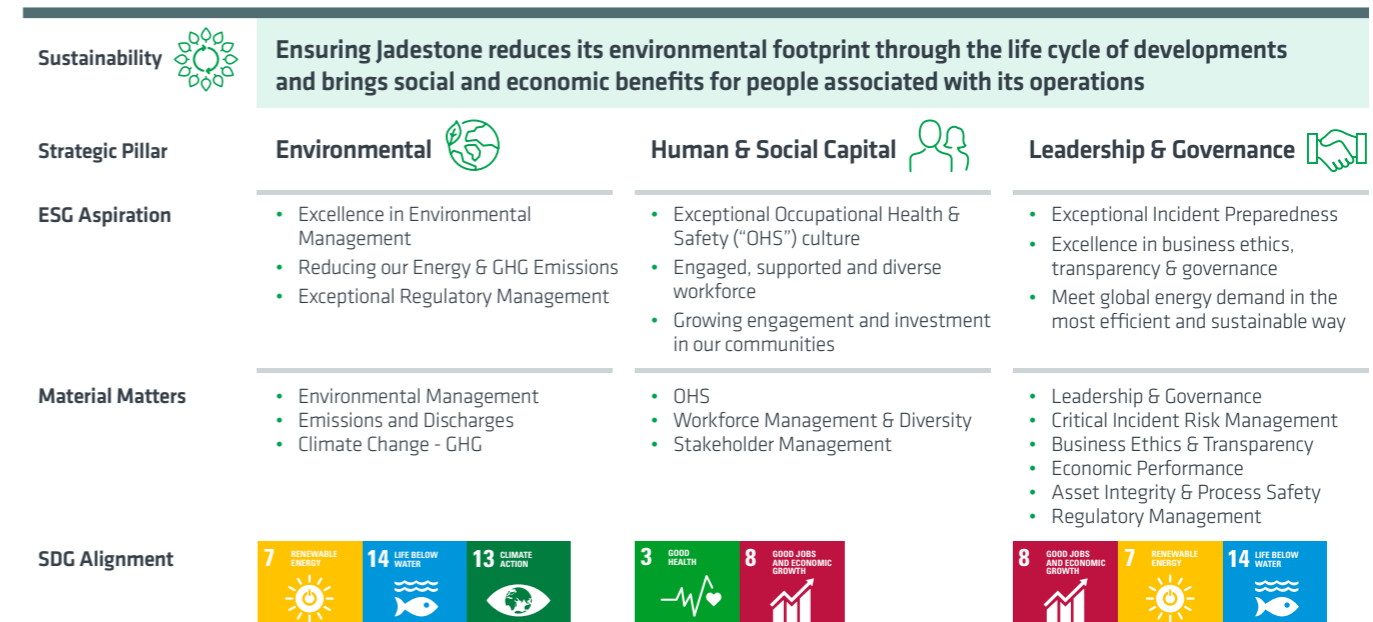 Sustainability
Ensuring Jadestone reduces its environmental footprint through the life cycle of developments
and brings social and economic benefits for people associated with its operations
Strategic Pillar
Environmental
Human & Social Capital
Leadership & Governance
ESG Aspiration
• Excellence in Environmental
Management
• Reducing our Energy & GHG Emissions
• Exceptional Regulatory Management
• Exceptional Occupational Health &
Safety (“OHS”) culture
• Engaged, supported and diverse
workforce
• Growing engagement and investment
in our communities
• Exceptional Incident Preparedness
• Excellence in business ethics,
transparency & governance
• Meet global energy demand in the
most efficient and sustainable way
Material Matters
• Environmental Management
• Emissions and Discharges
• Climate Change - GHG
• OHS
• Workforce Management & Diversity
• Stakeholder Management
• Leadership & Governance
• Critical Incident Risk Management
• Business Ethics & Transparency
• Economic Performance
• Asset Integrity & Process Safety
• Regulatory Management
SDG Alignment
7 RENEWABLE
ENERGY
14 LIFE BELOW
WATER
13 CLIMATE
ACTION
3 GOOD
HEALTH
8 GOOD JOBS
AND ECONOMIC
GROWTH
8 GOOD JOBS
AND ECONOMIC
GROWTH
7 RENEWABLE
ENERGY
14 LIFE BELOW
WATER